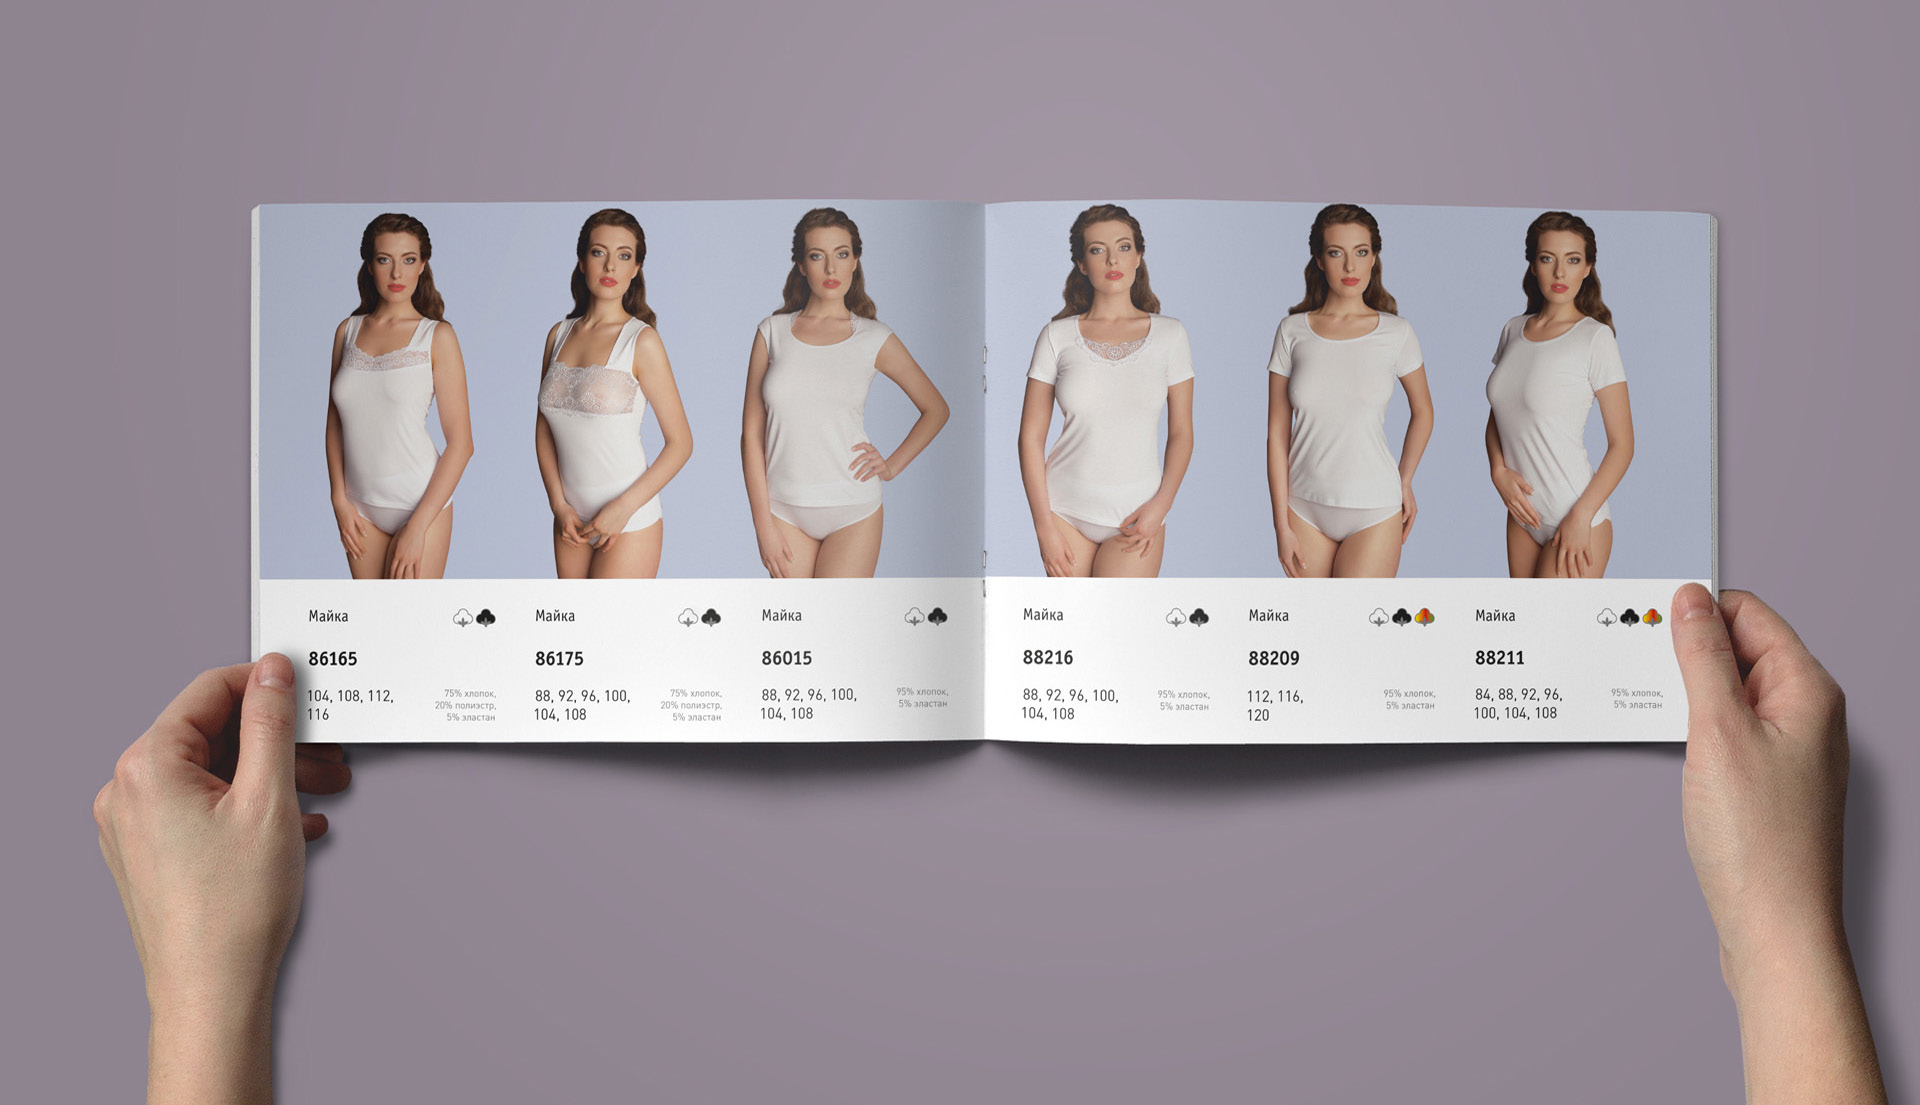 Майка
86165
104, 108, 112,
116
75% хлопок,
20% полиэстр,
5% эластан
Майка
86175
88, 92, 96, 100,
104, 108
75% хлопок,
20% полиэстр,
5% эластан
Майка
86015
88, 92, 96, 100,
104, 108
95% хлопок,
5% эластан
Майка
88216
88, 92, 96, 100,
104, 108
95% хлопок,
5% эластан
Майка
88209
112, 116,
120
95% хлопок,
5% эластан
Майка
88211
84, 88, 92, 96,
100, 104, 108
95% хлопок,
5% эластан